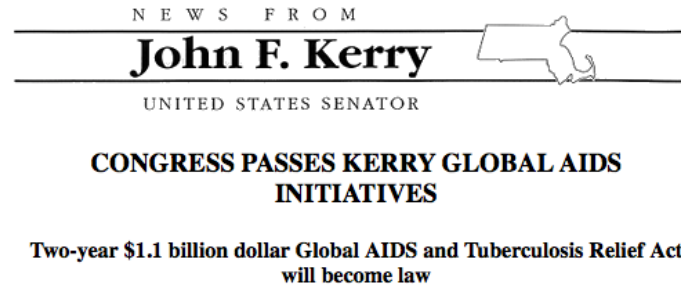 NEWS FROM
John F. Kerry
UNITED STATES SENATOR
CONGRESS PASSES KERRY GLOBAL AIDS
INITIATIVES
Two-year $1.1 billion dollar Global AIDS and Tuberculosis Relief Act
will become law